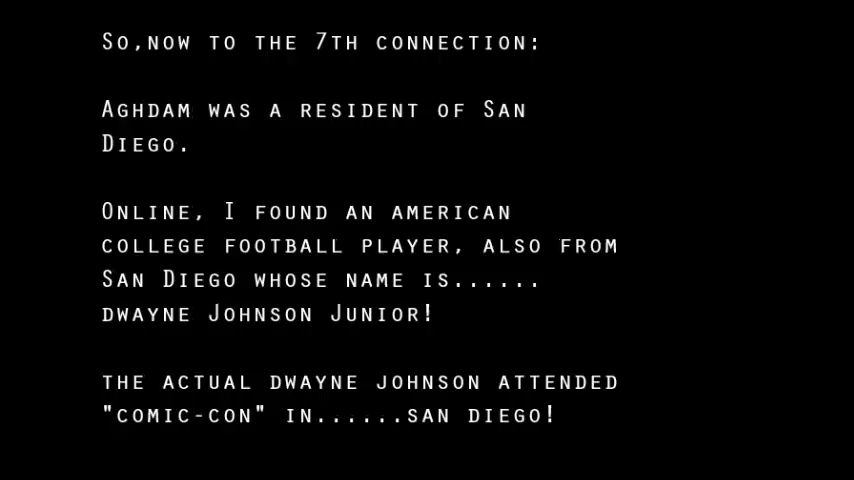 So,now to the 7th connection:
Aghdam was a resident of San
Diego.
Online, I found an american
college football player, also from
San Diego whose name is......
dwayne Johnson Junior!
the actual dwayne johnson attended
"comic-con" in......san diego!